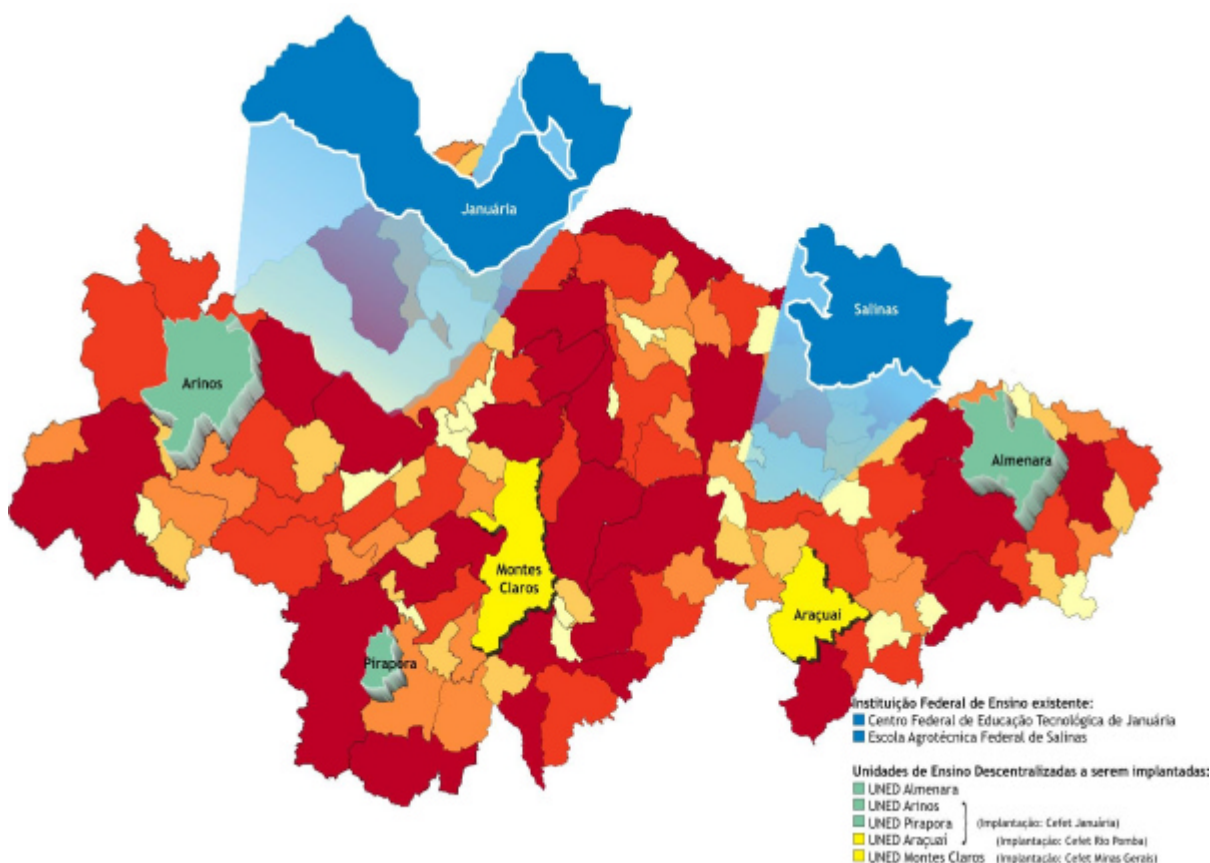 Januária
Salinas
Arinos
Almenara
Montes
Claros
Araçuaí
Pirapora
Instituição Federal de Ensino existente:
Centro Federal de Educação Tecnológica de Januária
Escola Agrotécnica Federal de Salinas
Unidades de Ensino Descentralizadas a serem implantadas:
UNED Almenara
UNED Arinos
UNED Pirapora (Implantação: Cefet Januária)
UNED Araçuaí (Implantação: Cefet Rio Pomba)
UNED Montes Claros (Implantação: Cefet Minas Gerais)